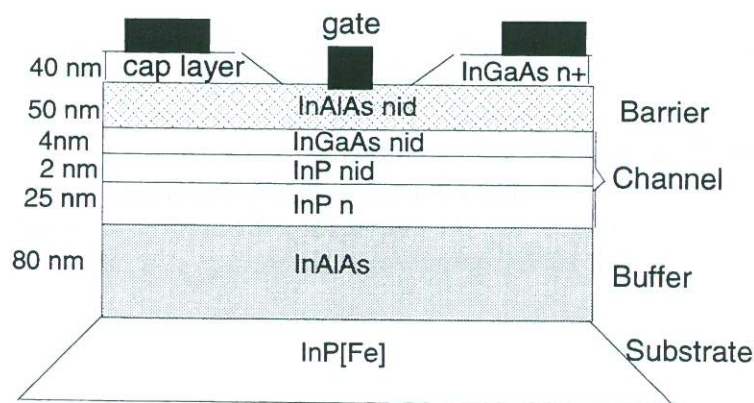 gate
40 nm cap layer InGaAs n+
50 nm InAlAs nid Barrier
4nm InGaAs nid
2 nm InP nid Channel
25 nm InP n
80 nm InAlAs Buffer
InP[Fe] Substrate